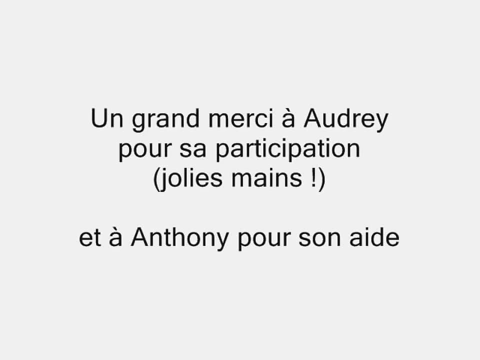 Un grand merci à Audrey
pour sa participation
(jolies mains !)
et à Anthony pour son aide